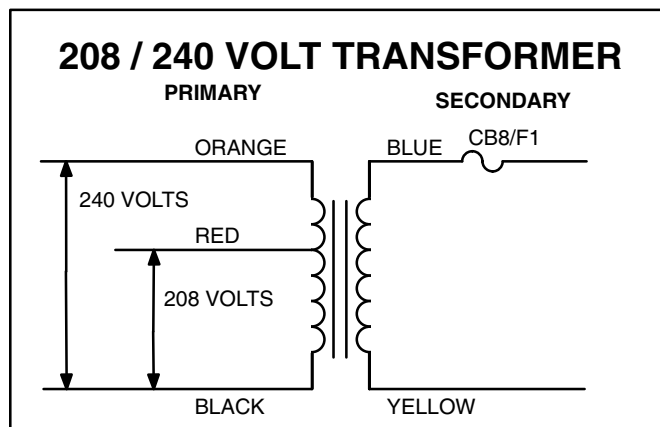 208 / 240 VOLT TRANSFORMER
PRIMARY
SECONDARY
ORANGE
BLUE
CB8/F1
240 VOLTS
RED
208 VOLTS
BLACK
YELLOW